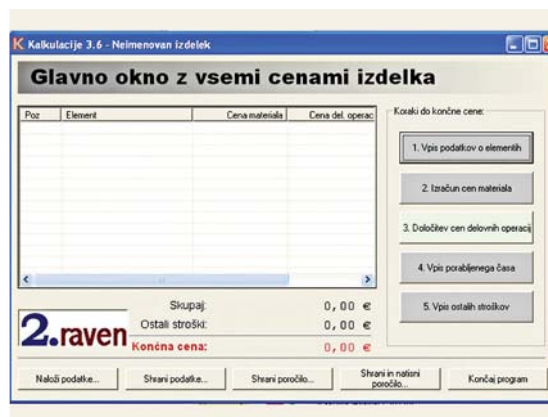 Kalkulacije 3.6 - Neimenovan izdelek
Glavno okno z vsemi cenami izdelka
Poz Element Cena materiala Cena del. operac
Koraki do končne cene:
1. Vpis podatkov o elementih
2. Izračun cen materiala
3. Določitev cen delovnih operacij
4. Vpis porabljenega časa
5. Vpis ostalih stroškov
Skupaj: 0,00 €
Ostali stroški: 0,00 €
Končna cena: 0,00 €
2.raven
Naloži podatke...
Shrani podatke...
Shrani poročilo...
Shrani in natisni
poročilo...
Končaj program